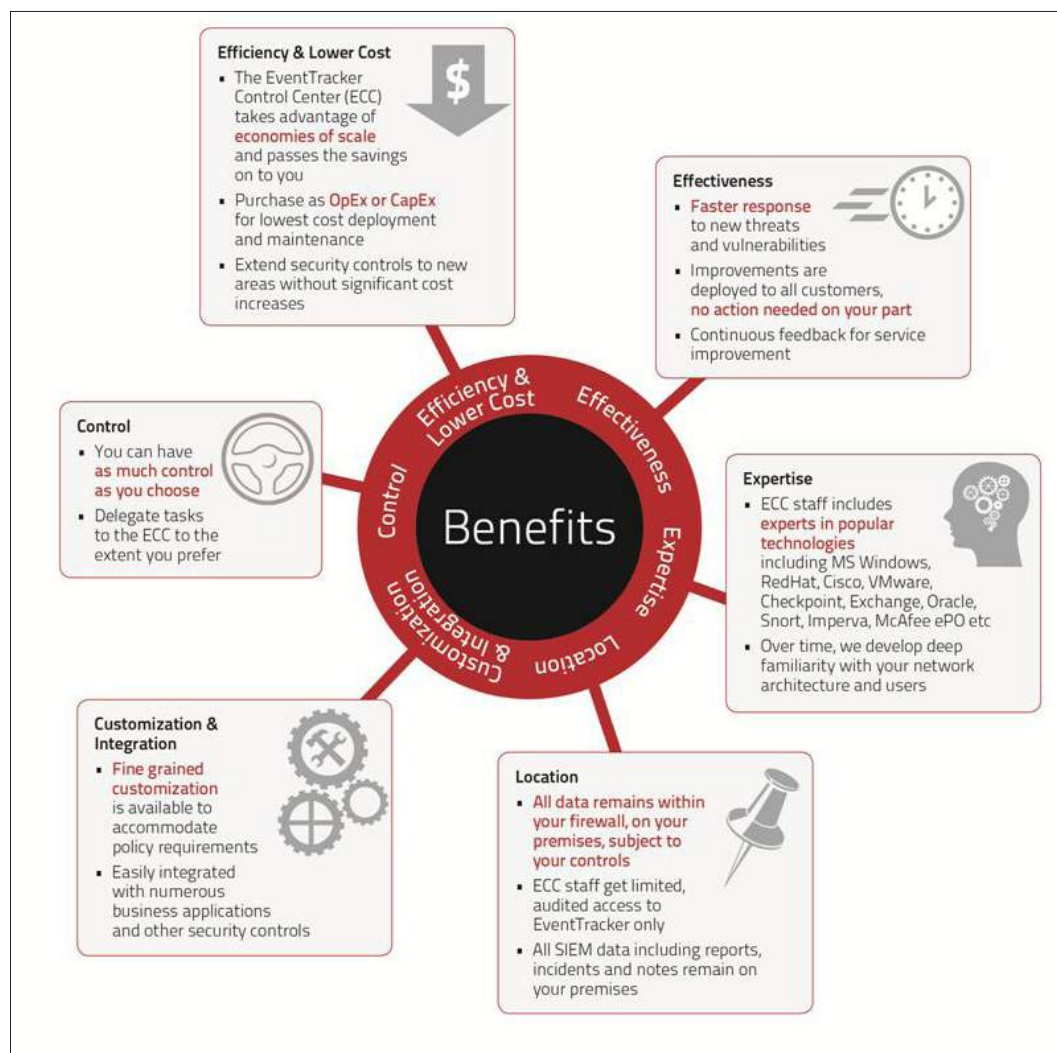 Efficiency & Lower Cost
▪ The EventTracker
Control Center (ECC)
takes advantage of
economies of scale
and passes the savings
on to you
▪ Purchase as OpEx or CapEx
for lowest cost deployment
and maintenance
▪ Extend security controls to new
areas without significant cost
increases
$
Effectiveness
▪ Faster response
to new threats
and vulnerabilities
▪ Improvements are
deployed to all customers,
no action needed on your part
▪ Continuous feedback for service
improvement
Control
▪ You can have
as much control
as you choose
▪ Delegate tasks
to the ECC to the
extent you prefer
Benefits
Efficiency &
Lower Cost
Effectiveness
Expertise
Location
Customization
& Integration
Control
Expertise
▪ ECC staff includes
experts in popular
technologies
including MS Windows,
RedHat, Cisco, VMware,
Checkpoint, Exchange, Oracle,
Snort, Imperva, McAfee ePO etc
▪ Over time, we develop deep
familiarity with your network
architecture and users
Customization &
Integration
▪ Fine grained
customization
is available to
accommodate
policy requirements
▪ Easily integrated
with numerous
business applications
and other security controls
Location
▪ All data remains within
your firewall, on your
premises, subject to
your controls
▪ ECC staff get limited,
audited access to
EventTracker only
▪ All SIEM data including reports,
incidents and notes remain on
your premises